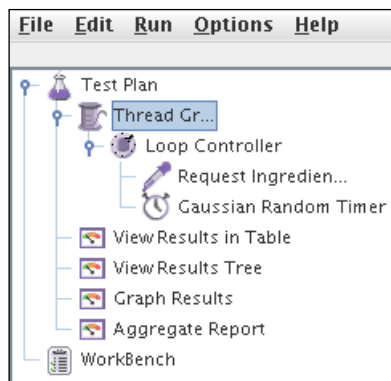 File Edit Run Options Help
Test Plan
Thread Gr...
Loop Controller
Request Ingredien...
Gaussian Random Timer
View Results in Table
View Results Tree
Graph Results
Aggregate Report
WorkBench